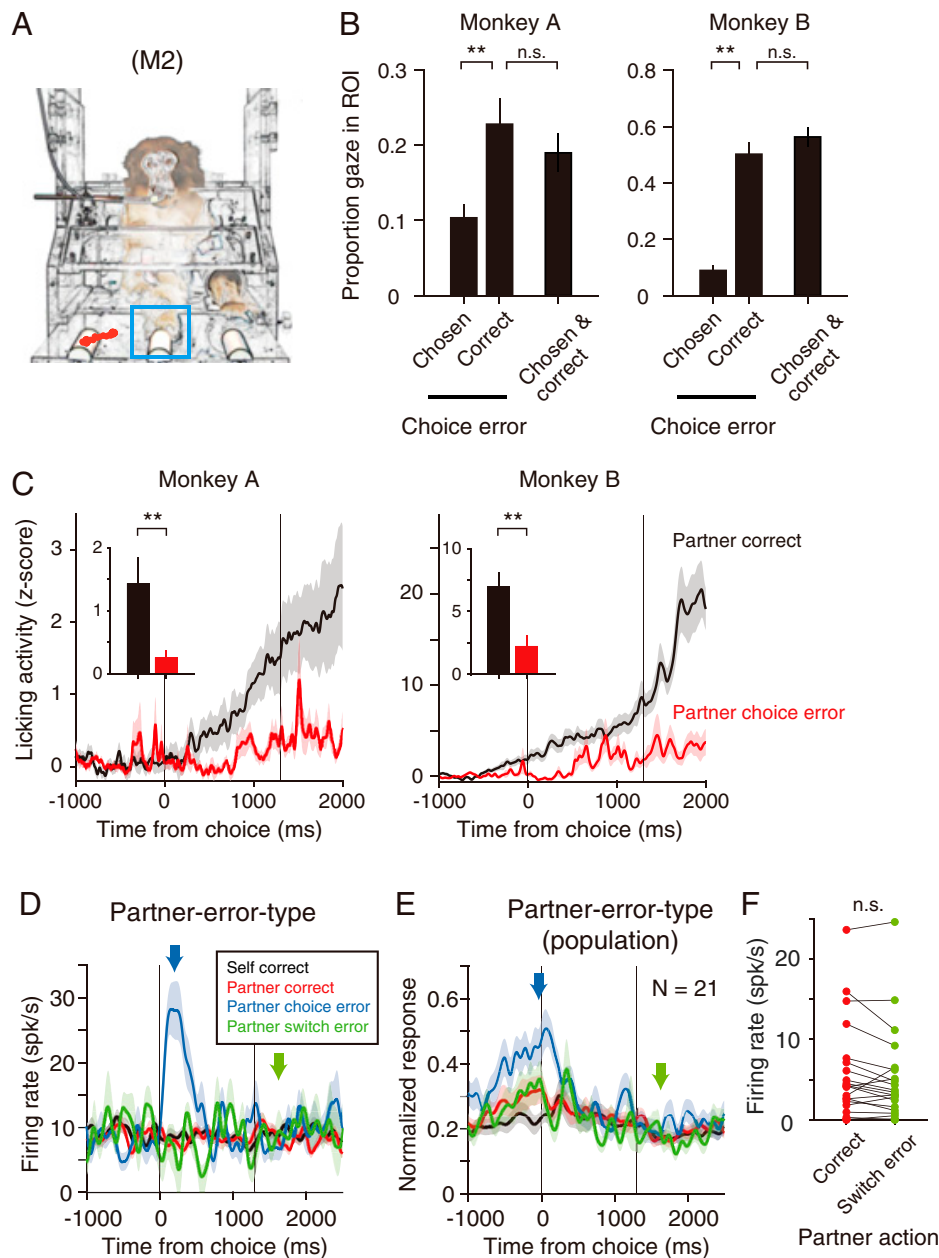 A
(M2)
B
Monkey A
Monkey B
**
n.s.
**
n.s.
Proportion gaze in ROI
0.3
0.2
0.1
0
0.8
0.6
0.4
0.2
0
Chosen
Correct
Chosen &
correct
Chosen
Correct
Chosen &
correct
Choice error
Choice error
C
Monkey A
Monkey B
Licking activity (z-score)
3
2
1
0
**
2
1
0
-1000
0
1000
2000
Time from choice (ms)
20
10
0
**
10
5
0
Partner correct
Partner choice error
-1000
0
1000
2000
Time from choice (ms)
D
Partner-error-type
Firing rate (spk/s)
30
20
10
0
Self correct
Partner correct
Partner choice error
Partner switch error
-1000
0
1000
2000
Time from choice (ms)
E
Partner-error-type
(population)
N = 21
Normalized response
0.6
0.4
0.2
0
-1000
0
1000
2000
Time from choice (ms)
F
n.s.
Firing rate (spk/s)
20
10
0
Correct
Switch error
Partner action